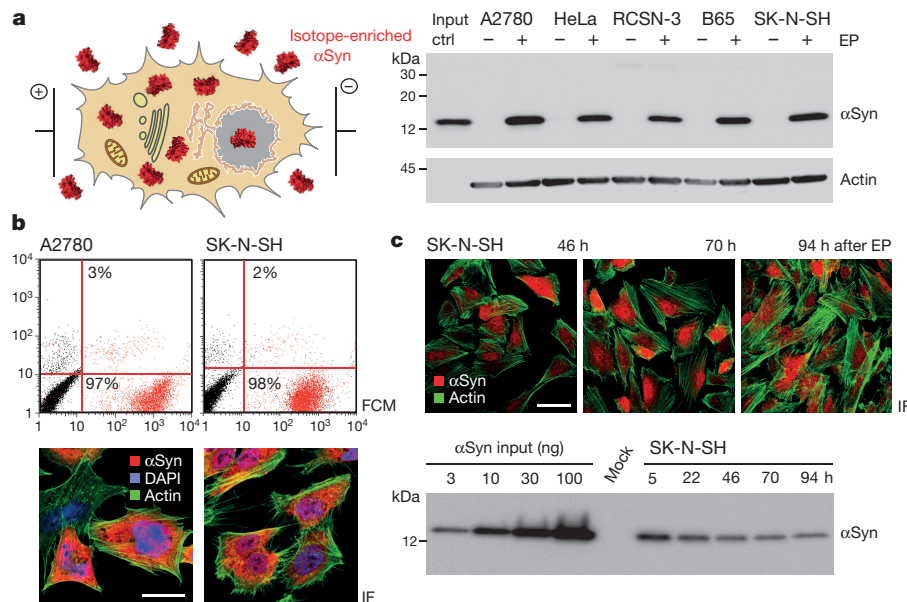 a
Isotope-enriched
αSyn
+
−
Input
ctrl
A2780 HeLa RCSN-3 B65 SK-N-SH
− + − + − + − + − + EP
kDa
30
20
12
αSyn
45
Actin
b
A2780
SK-N-SH
10⁴
10³
10²
10
1
3%
97%
1 10 10² 10³ 10⁴
2%
98%
1 10 10² 10³ 10⁴
FCM
αSyn
DAPI
Actin
IF
c
SK-N-SH 46 h 70 h 94 h after EP
αSyn
Actin
IF
αSyn input (ng)
3 10 30 100
Mock
SK-N-SH
5 22 46 70 94 h
kDa
12
αSyn